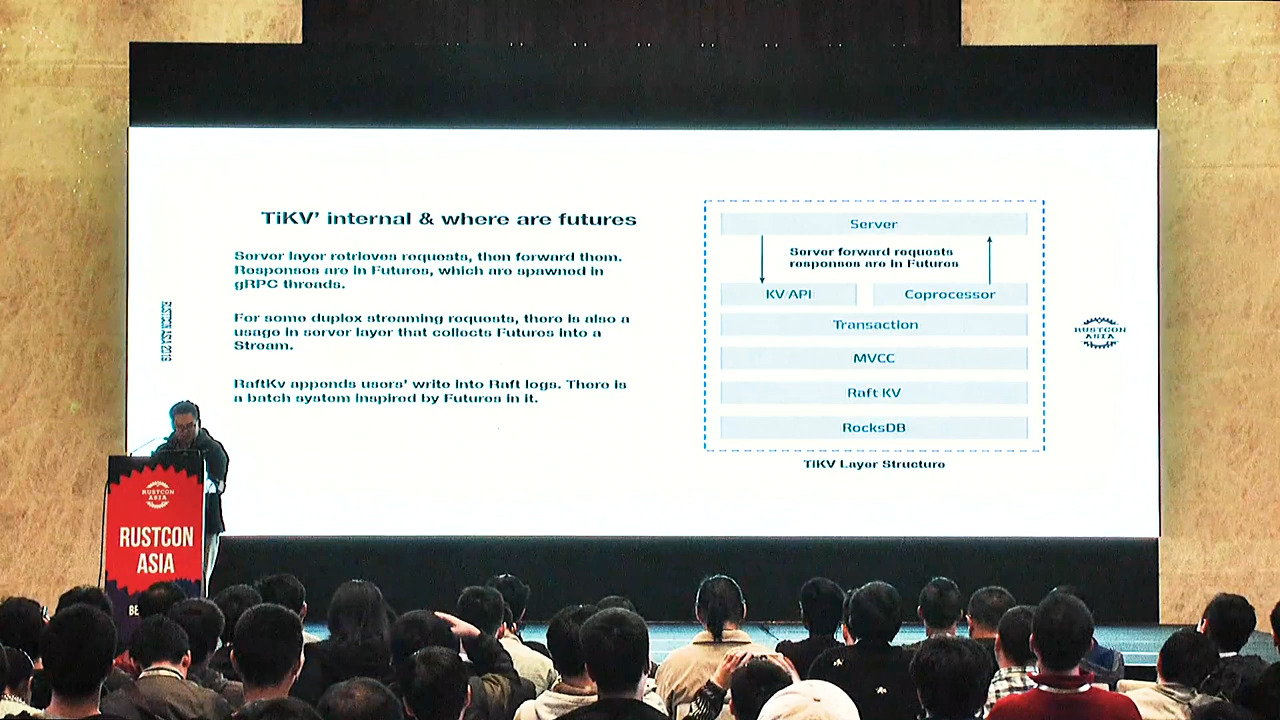 TiKV’ internal & where are futures
Server layer retrieves requests, then forward them.
Responses are in Futures, which are spawned in
gRPC threads.
For some duplex streaming requests, there is also a
usage in server layer that collects Futures into a
Stream.
RaftKv appends users’ write into Raft logs. There is
a batch system inspired by Futures in it.
Server
Server forward requests
responses are in Futures
KV API
Coprocessor
Transaction
MVCC
Raft KV
RocksDB
TiKV Layer Structure
RUSTCON ASIA 2019
RUSTCON
ASIA
RUSTCON
ASIA
RUSTCON
ASIA
BE